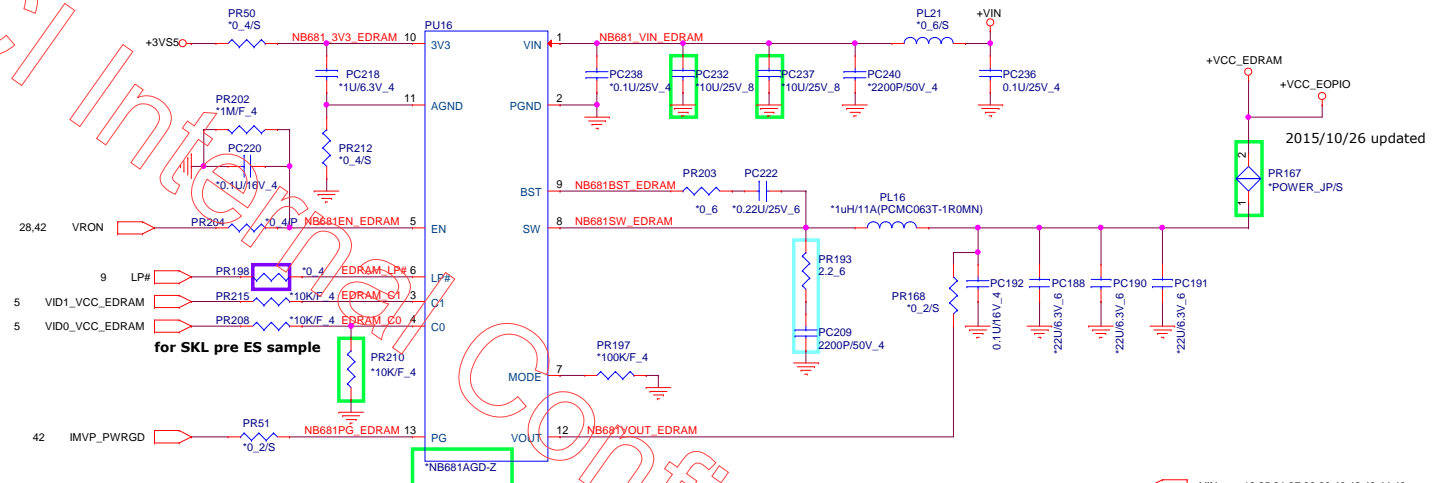 PR50
*0_4/S
+3VS5
NB681_3V3_EDRAM 10
PU16
3V3
VIN
1
NB681_VIN_EDRAM
PL21
*0_6/S
+VIN
PC218
*1U/6.3V_4
PC238
*0.1U/25V_4
PC232
*10U/25V_8
PC237
*10U/25V_8
PC240
*2200P/50V_4
PC236
0.1U/25V_4
+VCC_EDRAM
+VCC_EOPIO
2015/10/26 updated
PR202
*1M/F_4
11
AGND
PGND
2
PC220
*0.1U/16V_4
PR212
*0_4/S
2
PR167
*POWER_JP/S
1
BST
9
NB681BST_EDRAM
PR203
*0_6
PC222
*0.22U/25V_6
PL16
*1uH/11A(PCMC063T-1R0MN)
28,42 VRON
PR204
*0_4/P
NB681EN_EDRAM 5
EN
SW
8
NB681SW_EDRAM
9 LP#
PR198
*0_4
EDRAM_LP# 6
LP#
PR193
2.2_6
5 VID1_VCC_EDRAM
PR215
*10K/F_4
EDRAM_C1 3
C1
5 VID0_VCC_EDRAM
PR208
*10K/F_4
EDRAM_C0 4
C0
PR168
*0_2/S
PC192
0.1U/16V_4
PC188
*22U/6.3V_6
PC190
*22U/6.3V_6
PC191
*22U/6.3V_6
for SKL pre ES sample
PR210
*10K/F_4
PC209
2200P/50V_4
MODE
7
PR197
*100K/F_4
42 IMVP_PWRGD
PR51
*0_2/S
NB681PG_EDRAM 13
PG
VOUT
12
NB681VOUT_EDRAM
*NB681AGD-Z
Internel
Confi